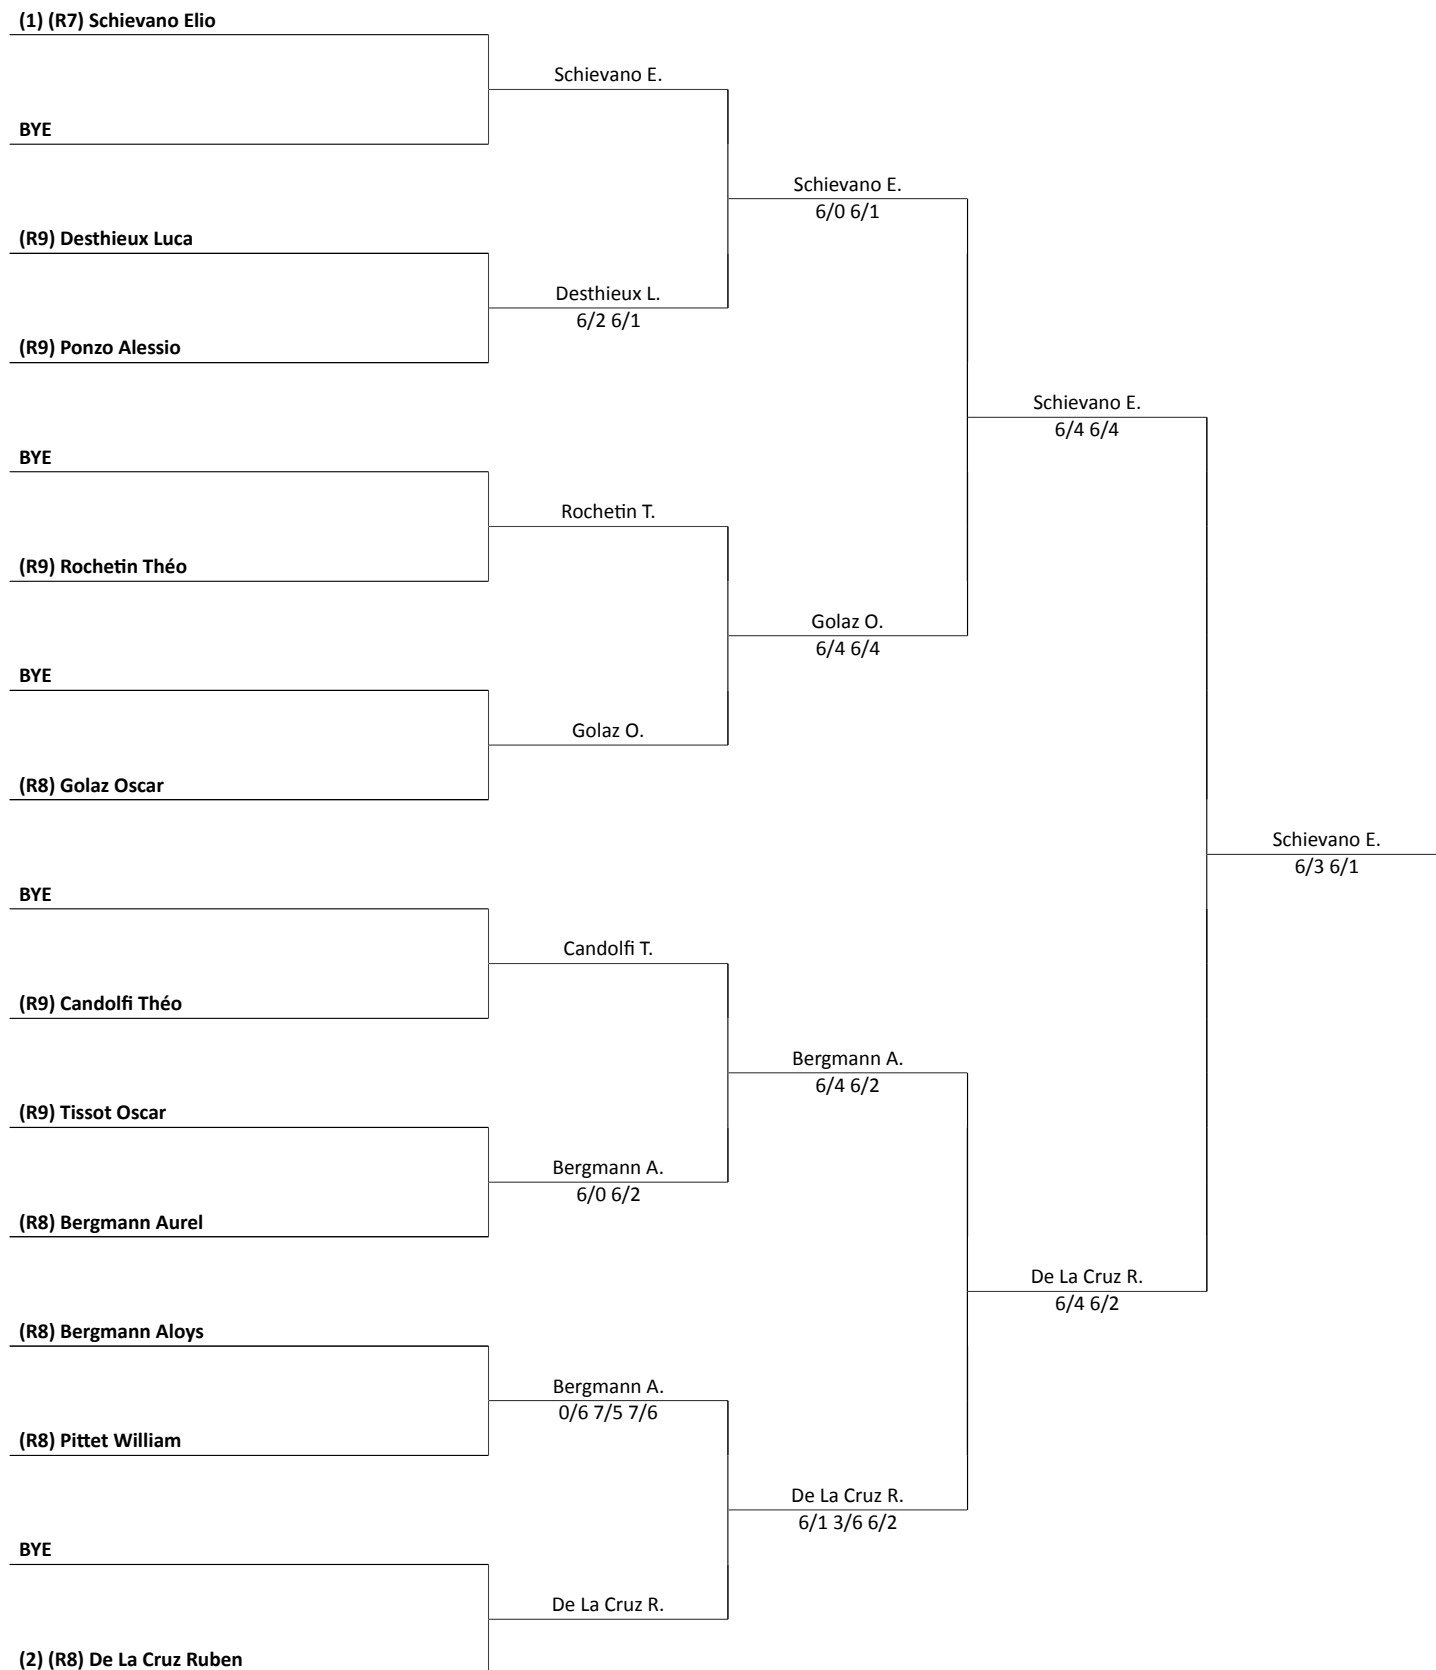 (1) (R7) Schievano Elio
Schievano E.
BYE
Schievano E.
6/0 6/1
(R9) Desthieux Luca
Desthieux L.
6/2 6/1
(R9) Ponzo Alessio
Schievano E.
6/4 6/4
BYE
Rochetin T.
(R9) Rochetin Théo
Golaz O.
6/4 6/4
BYE
Golaz O.
(R8) Golaz Oscar
Schievano E.
6/3 6/1
BYE
Candolfi T.
(R9) Candolfi Théo
Bergmann A.
6/4 6/2
(R9) Tissot Oscar
Bergmann A.
6/0 6/2
(R8) Bergmann Aurel
De La Cruz R.
6/4 6/2
(R8) Bergmann Aloys
Bergmann A.
0/6 7/5 7/6
(R8) Pittet William
De La Cruz R.
6/1 3/6 6/2
BYE
De La Cruz R.
(2) (R8) De La Cruz Ruben